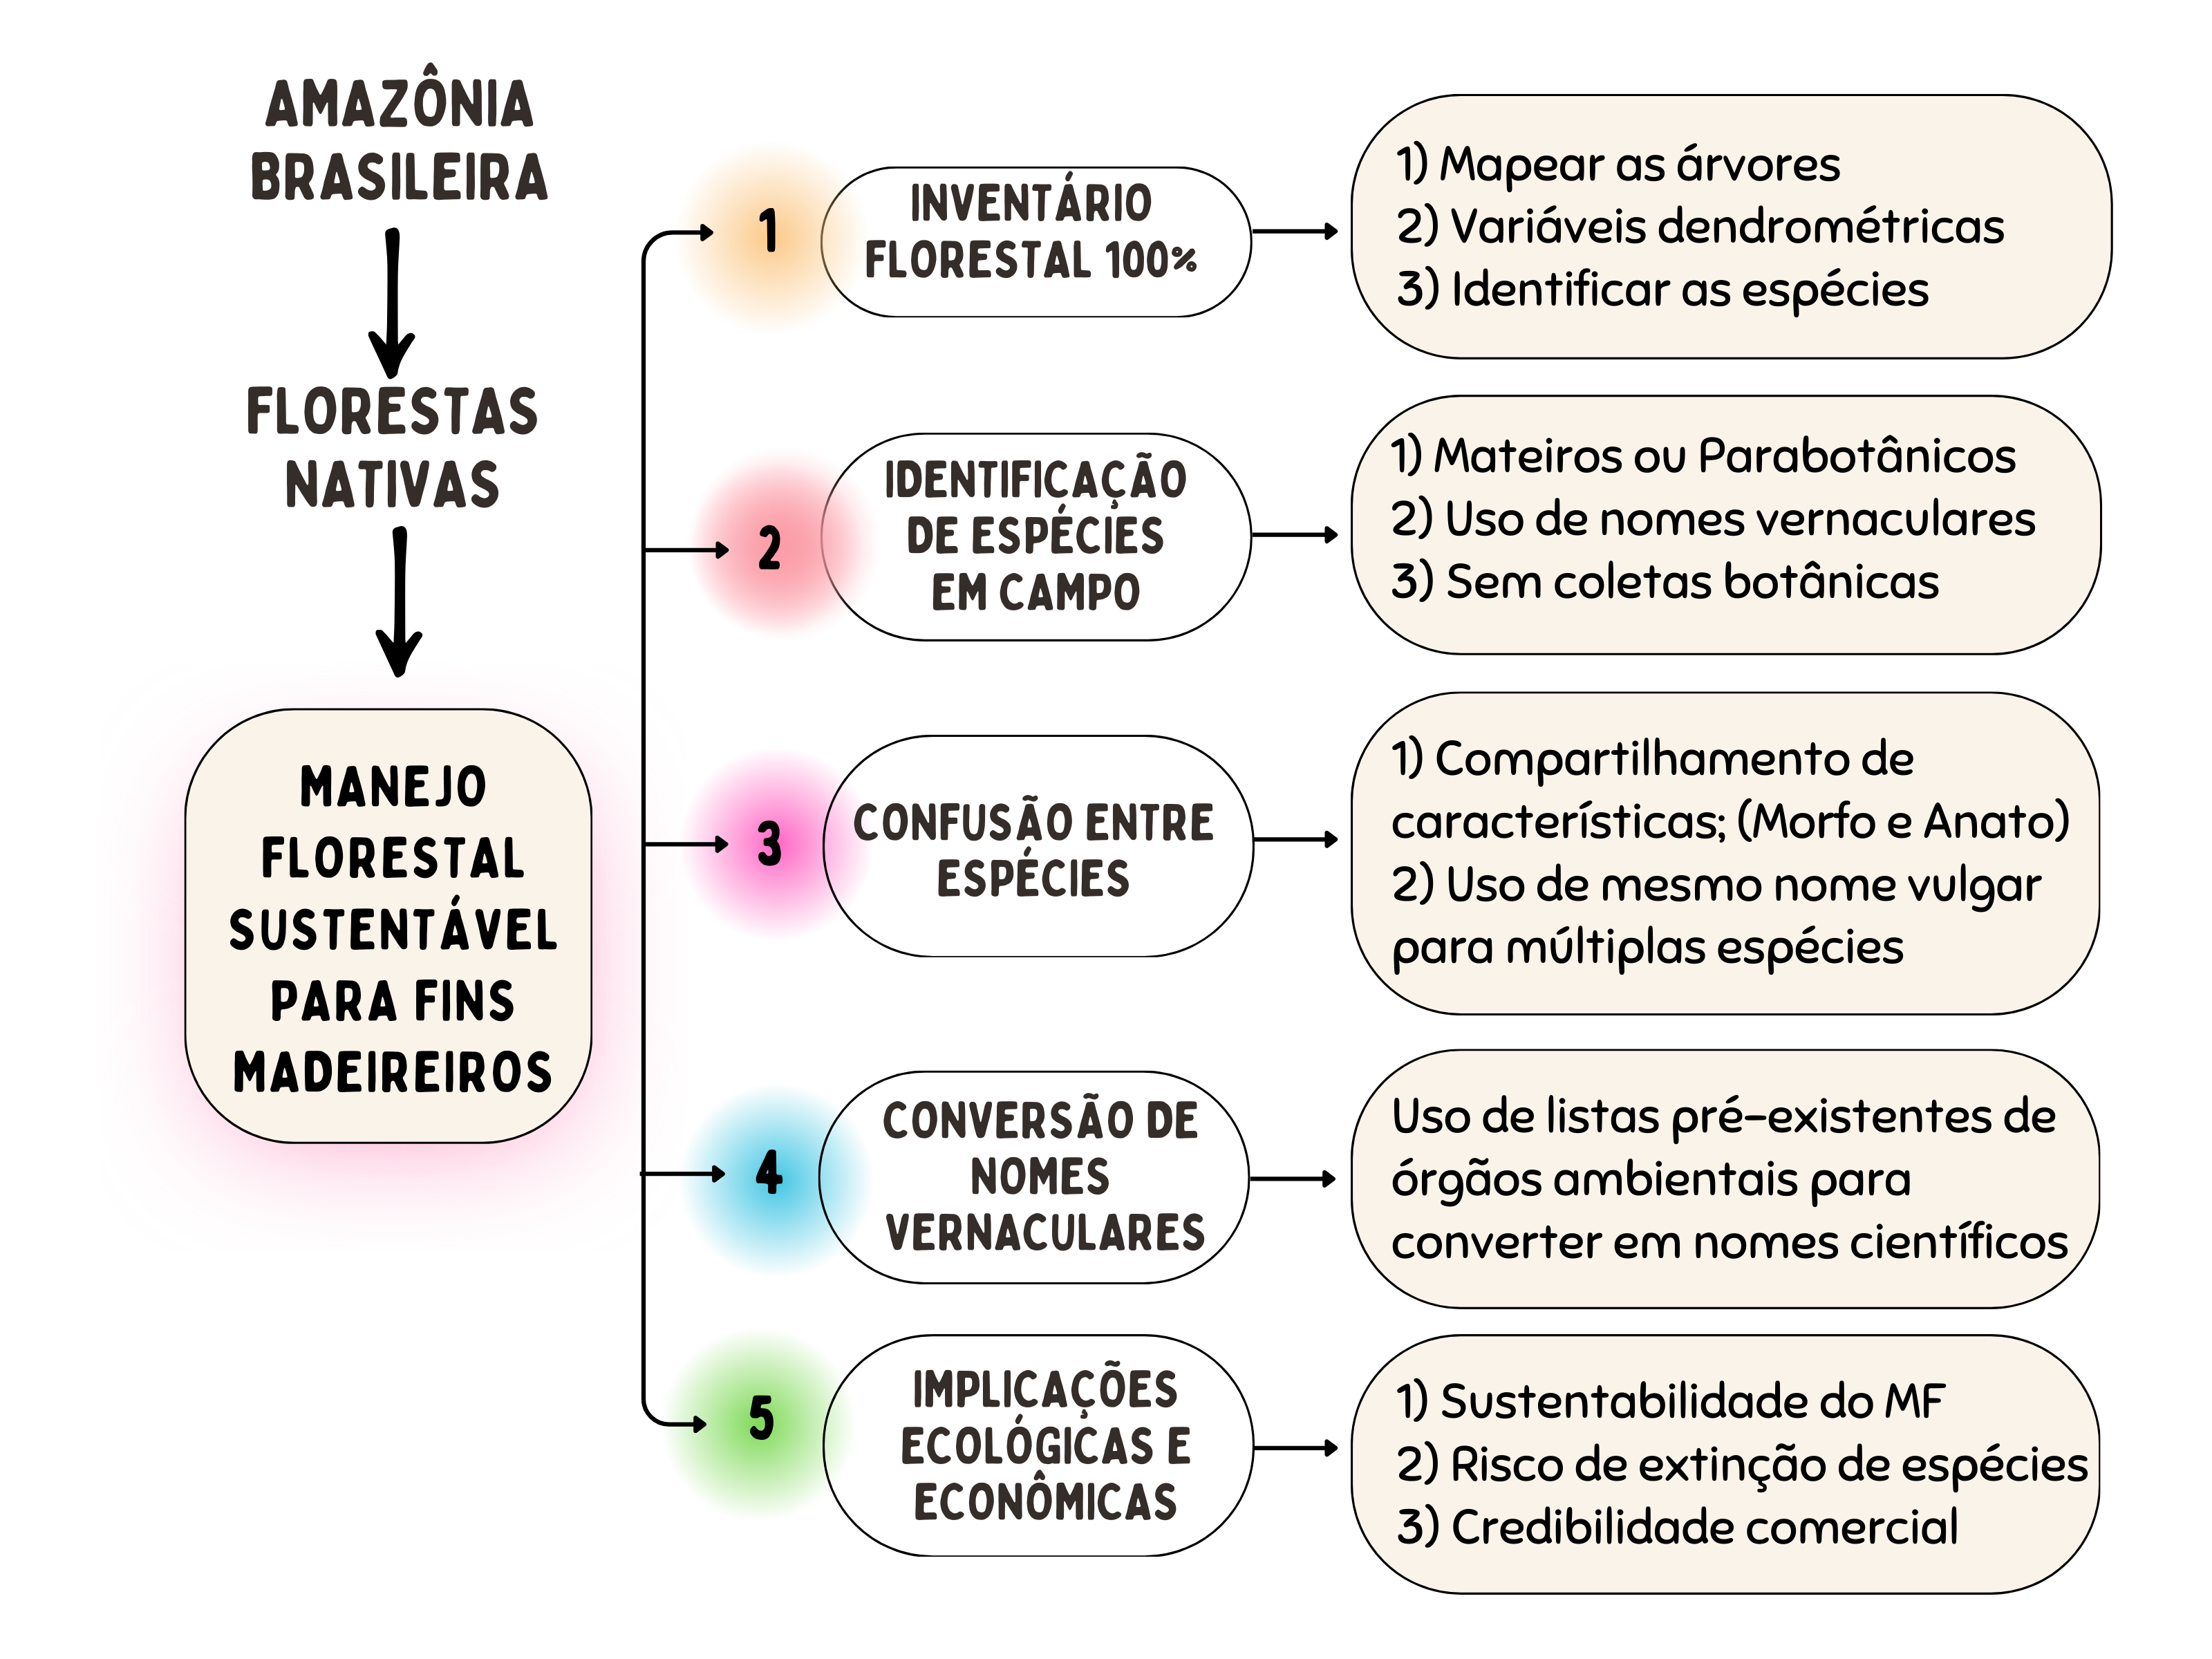 AMAZÔNIA
BRASILEIRA
FLORESTAS
NATIVAS
MANEJO
FLORESTAL
SUSTENTÁVEL
PARA FINS
MADEIREIROS
1
INVENTÁRIO
FLORESTAL 100%
1) Mapear as árvores
2) Variáveis dendrométricas
3) Identificar as espécies
2
IDENTIFICAÇÃO
DE ESPÉCIES
EM CAMPO
1) Mateiros ou Parabotânicos
2) Uso de nomes vernaculares
3) Sem coletas botânicas
3
CONFUSÃO ENTRE
ESPÉCIES
1) Compartilhamento de
características; (Morfo e Anato)
2) Uso de mesmo nome vulgar
para múltiplas espécies
4
CONVERSÃO DE
NOMES
VERNACULARES
Uso de listas pré-existentes de
órgãos ambientais para
converter em nomes científicos
5
IMPLICAÇÕES
ECOLÓGICAS E
ECONÔMICAS
1) Sustentabilidade do MF
2) Risco de extinção de espécies
3) Credibilidade comercial